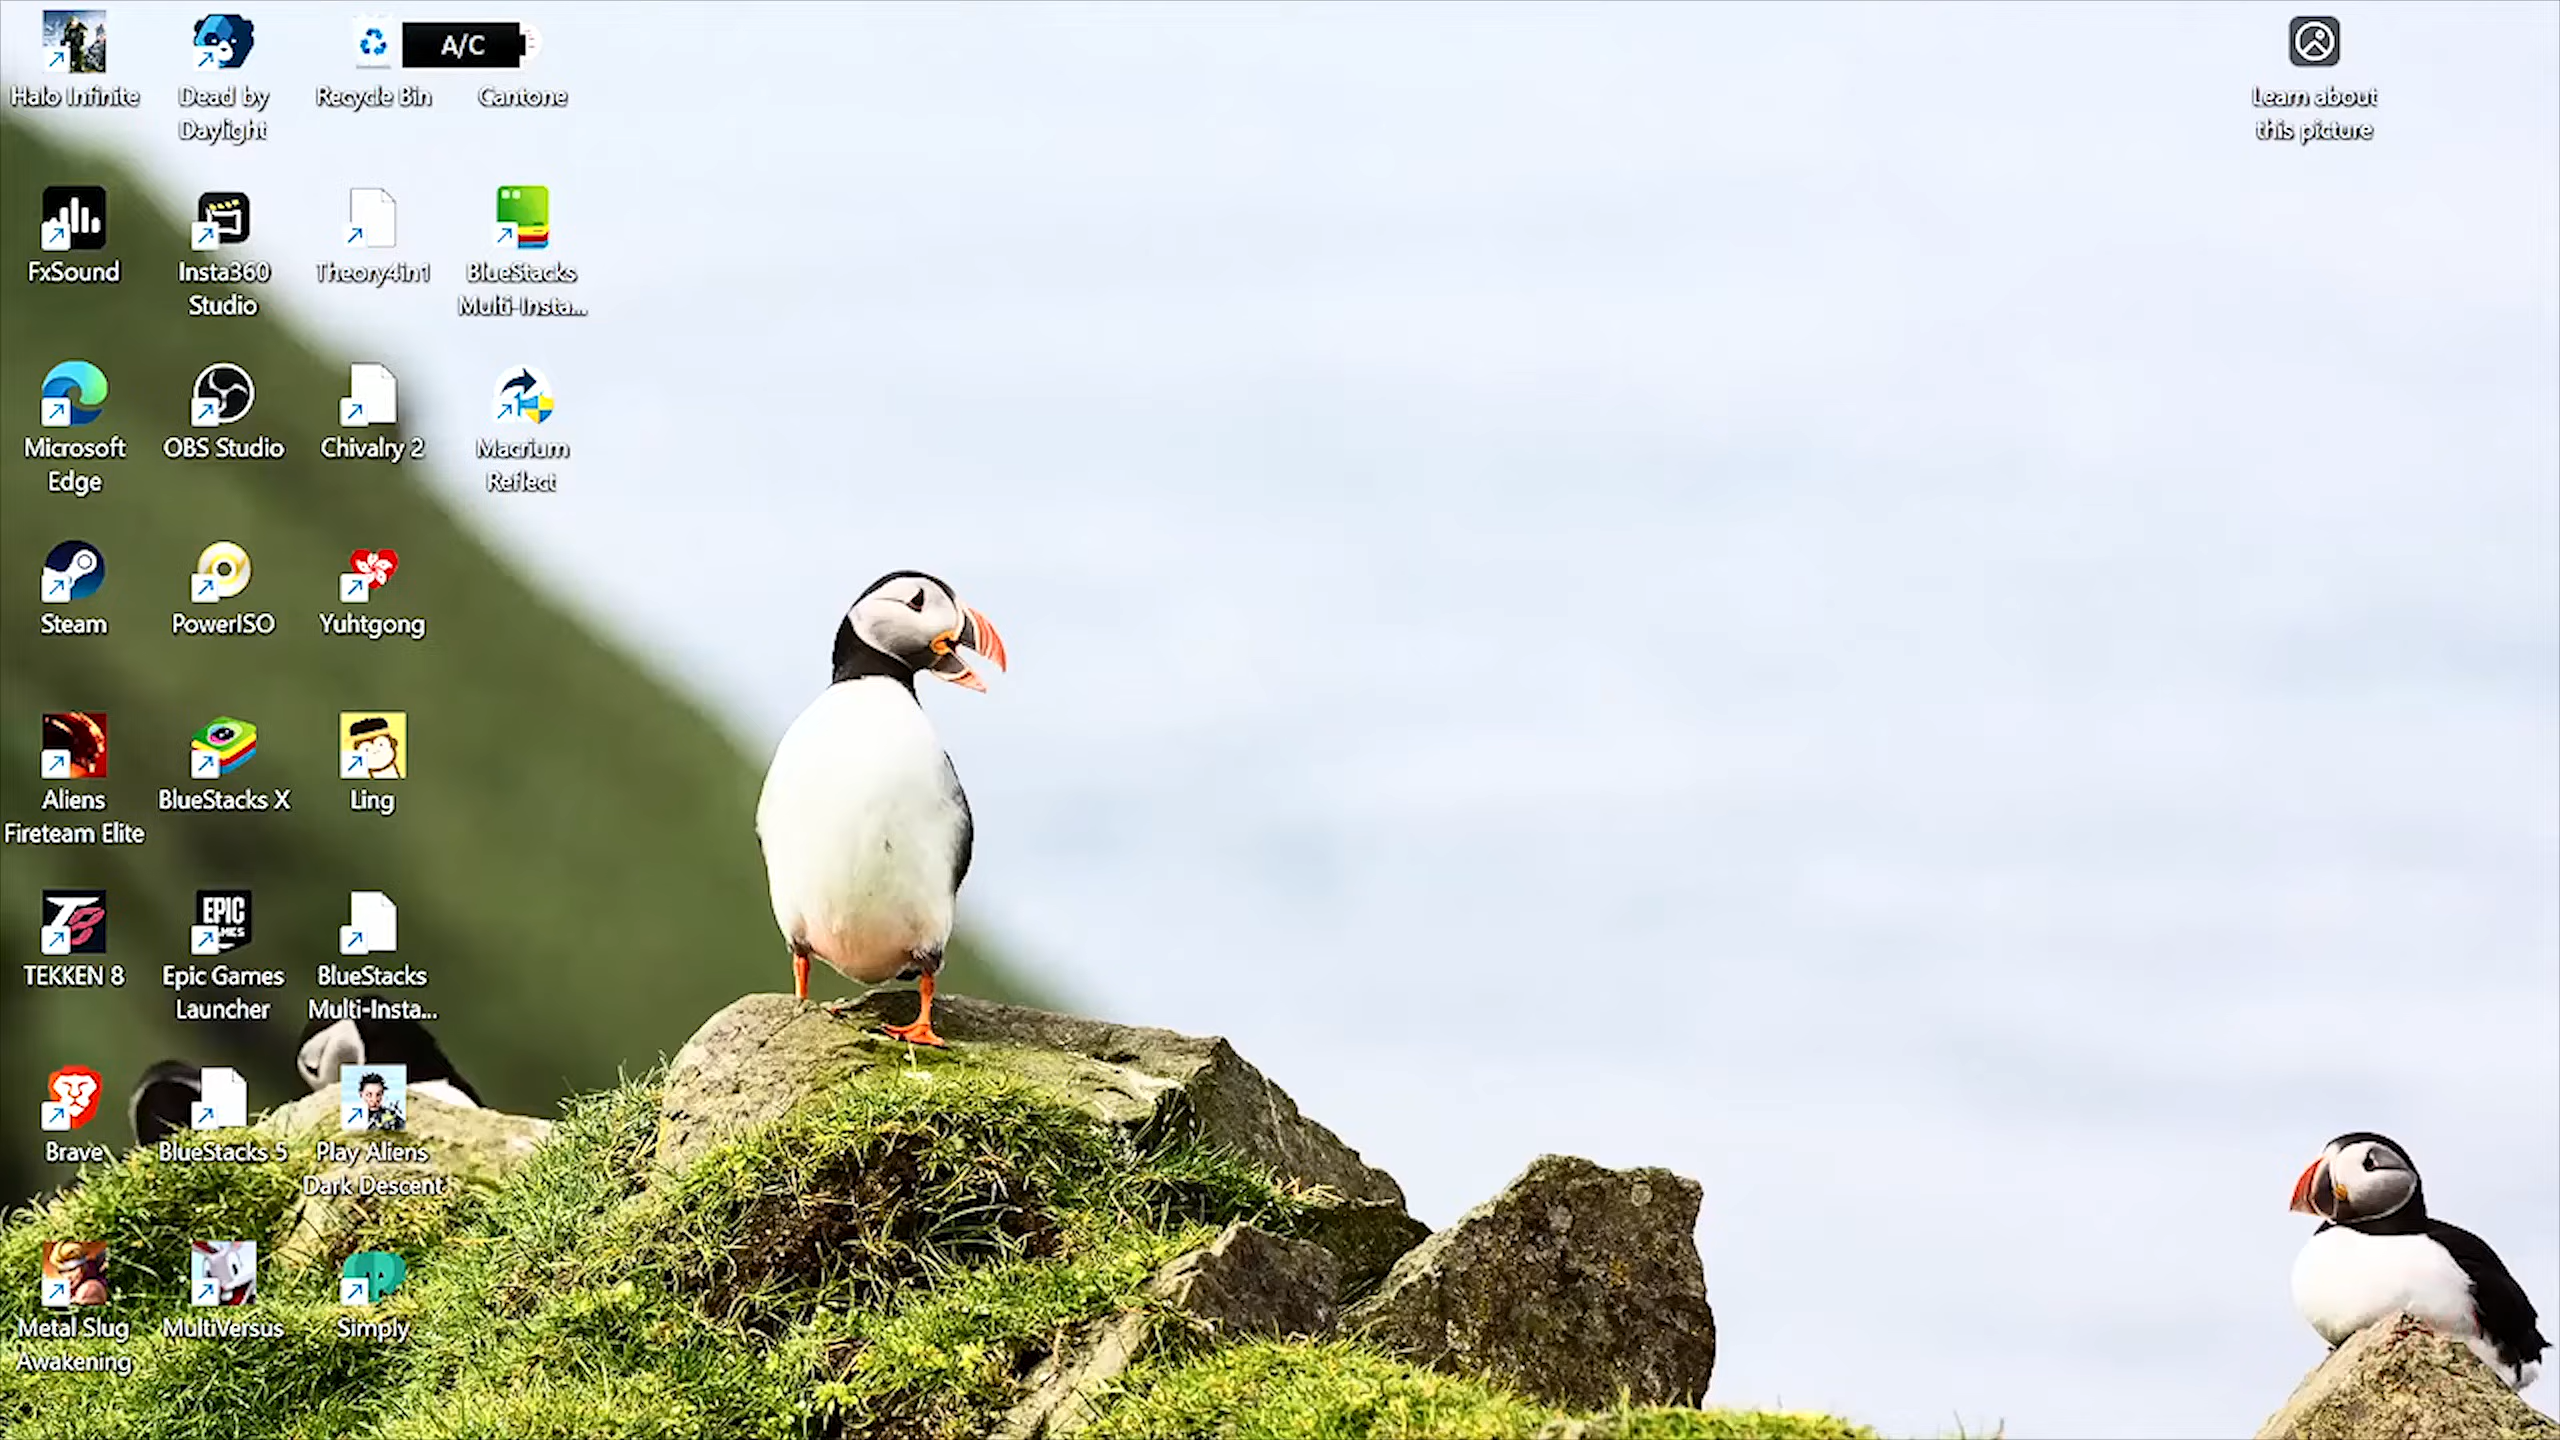 Halo Infinite
Dead by
Daylight
Recycle Bin
A/C
Cantone
Learn about
this picture
FxSound
Insta360
Studio
Theory4in1
BlueStacks
Multi-Insta...
Microsoft
Edge
OBS Studio
Chivalry 2
Macrium
Reflect
Steam
PowerISO
Yuhtgong
Aliens
Fireteam Elite
BlueStacks X
Ling
TEKKEN 8
EPIC
GAMES
Epic Games
Launcher
BlueStacks
Multi-Insta...
Brave
BlueStacks 5
Play Aliens
Dark Descent
Metal Slug
Awakening
MultiVersus
Simply